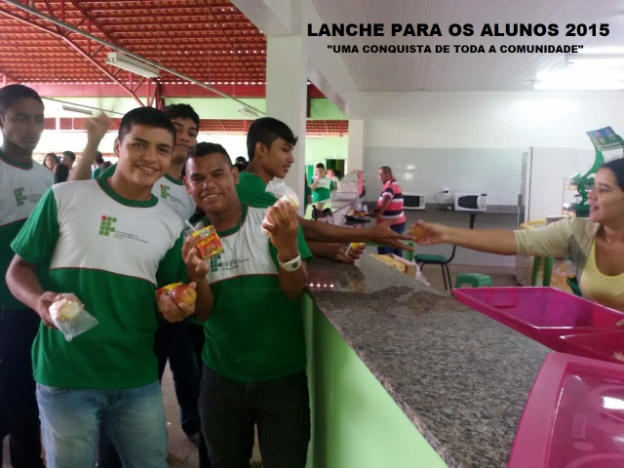 LANCHE PARA OS ALUNOS 2015
"UMA CONQUISTA DE TODA A COMUNIDADE"